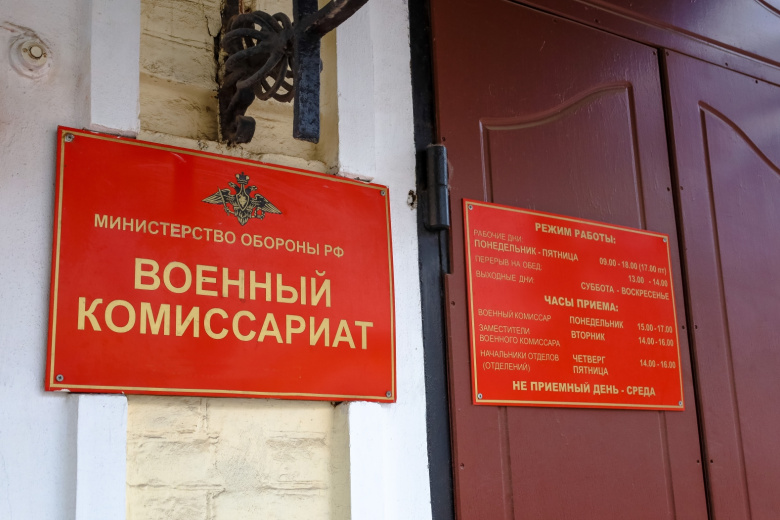 МИНИСТЕРСТВО ОБОРОНЫ РФ
ВОЕННЫЙ
КОМИССАРИАТ
РЕЖИМ РАБОТЫ:
РАБОЧИЕ ДНИ
ПОНЕДЕЛЬНИК - ПЯТНИЦА 09.00 - 18.00 (17.00 пт)
ПЕРЕРЫВ НА ОБЕД: 13.00 - 14.00
ВЫХОДНЫЕ ДНИ: СУББОТА - ВОСКРЕСЕНЬЕ
ЧАСЫ ПРИЕМА:
ВОЕННЫЙ КОМИССАР ПОНЕДЕЛЬНИК 15.00 -17.00
ЗАМЕСТИТЕЛИ ВТОРНИК 14.00 -16.00
ВОЕННОГО КОМИССАРА
НАЧАЛЬНИКИ ОТДЕЛОВ ЧЕТВЕРГ 14.00 -16.00
(ОТДЕЛЕНИЙ) ПЯТНИЦА
НЕ ПРИЕМНЫЙ ДЕНЬ - СРЕДА